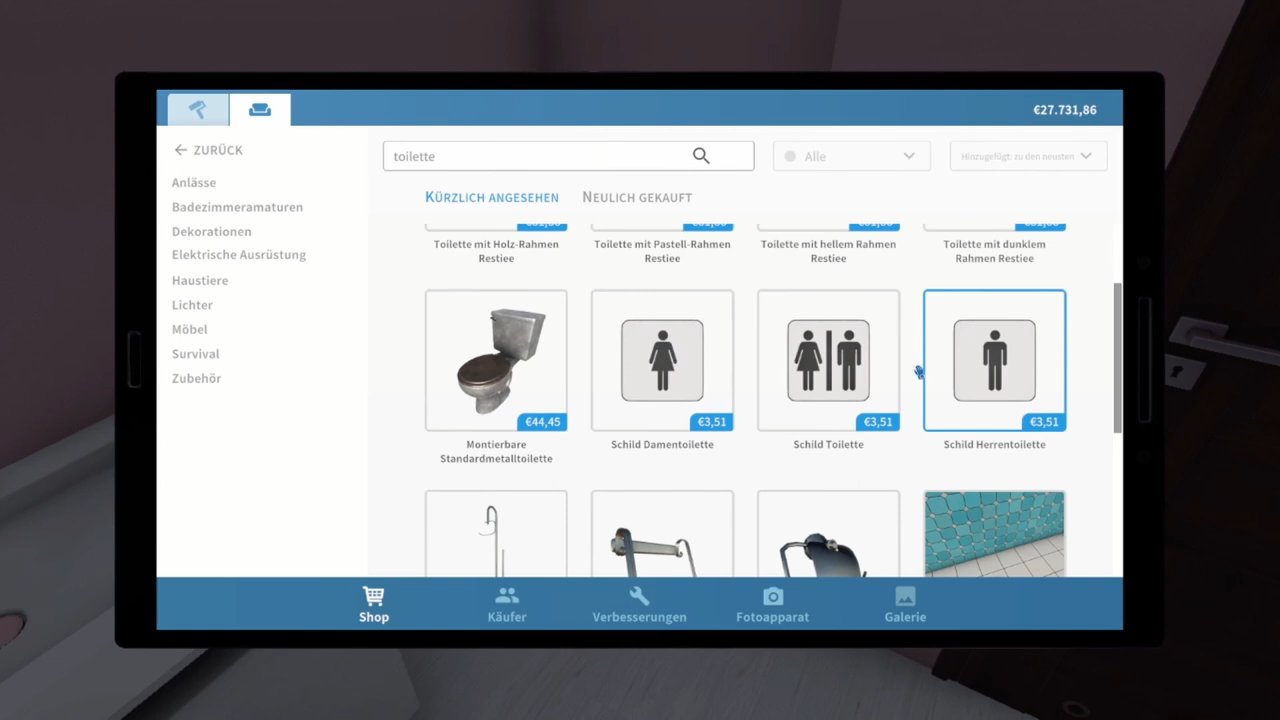 €27.731,86
ZURÜCK
toilette
Alle
Hinzugefügt: zu den neusten
KÜRZLICH ANGESEHEN
NEULICH GEKAUFT
Anlässe
Badezimmeramaturen
Dekorationen
Elektrische Ausrüstung
Haustiere
Lichter
Möbel
Survival
Zubehör
Toilette mit Holz-Rahmen
Restiee
Toilette mit Pastell-Rahmen
Restiee
Toilette mit hellem Rahmen
Restiee
Toilette mit dunklem
Rahmen Restiee
€44,45
€3,51
€3,51
€3,51
Montierbare
Standardmetalltoilette
Schild Damentoilette
Schild Toilette
Schild Herrentoilette
Shop
Käufer
Verbesserungen
Fotoapparat
Galerie